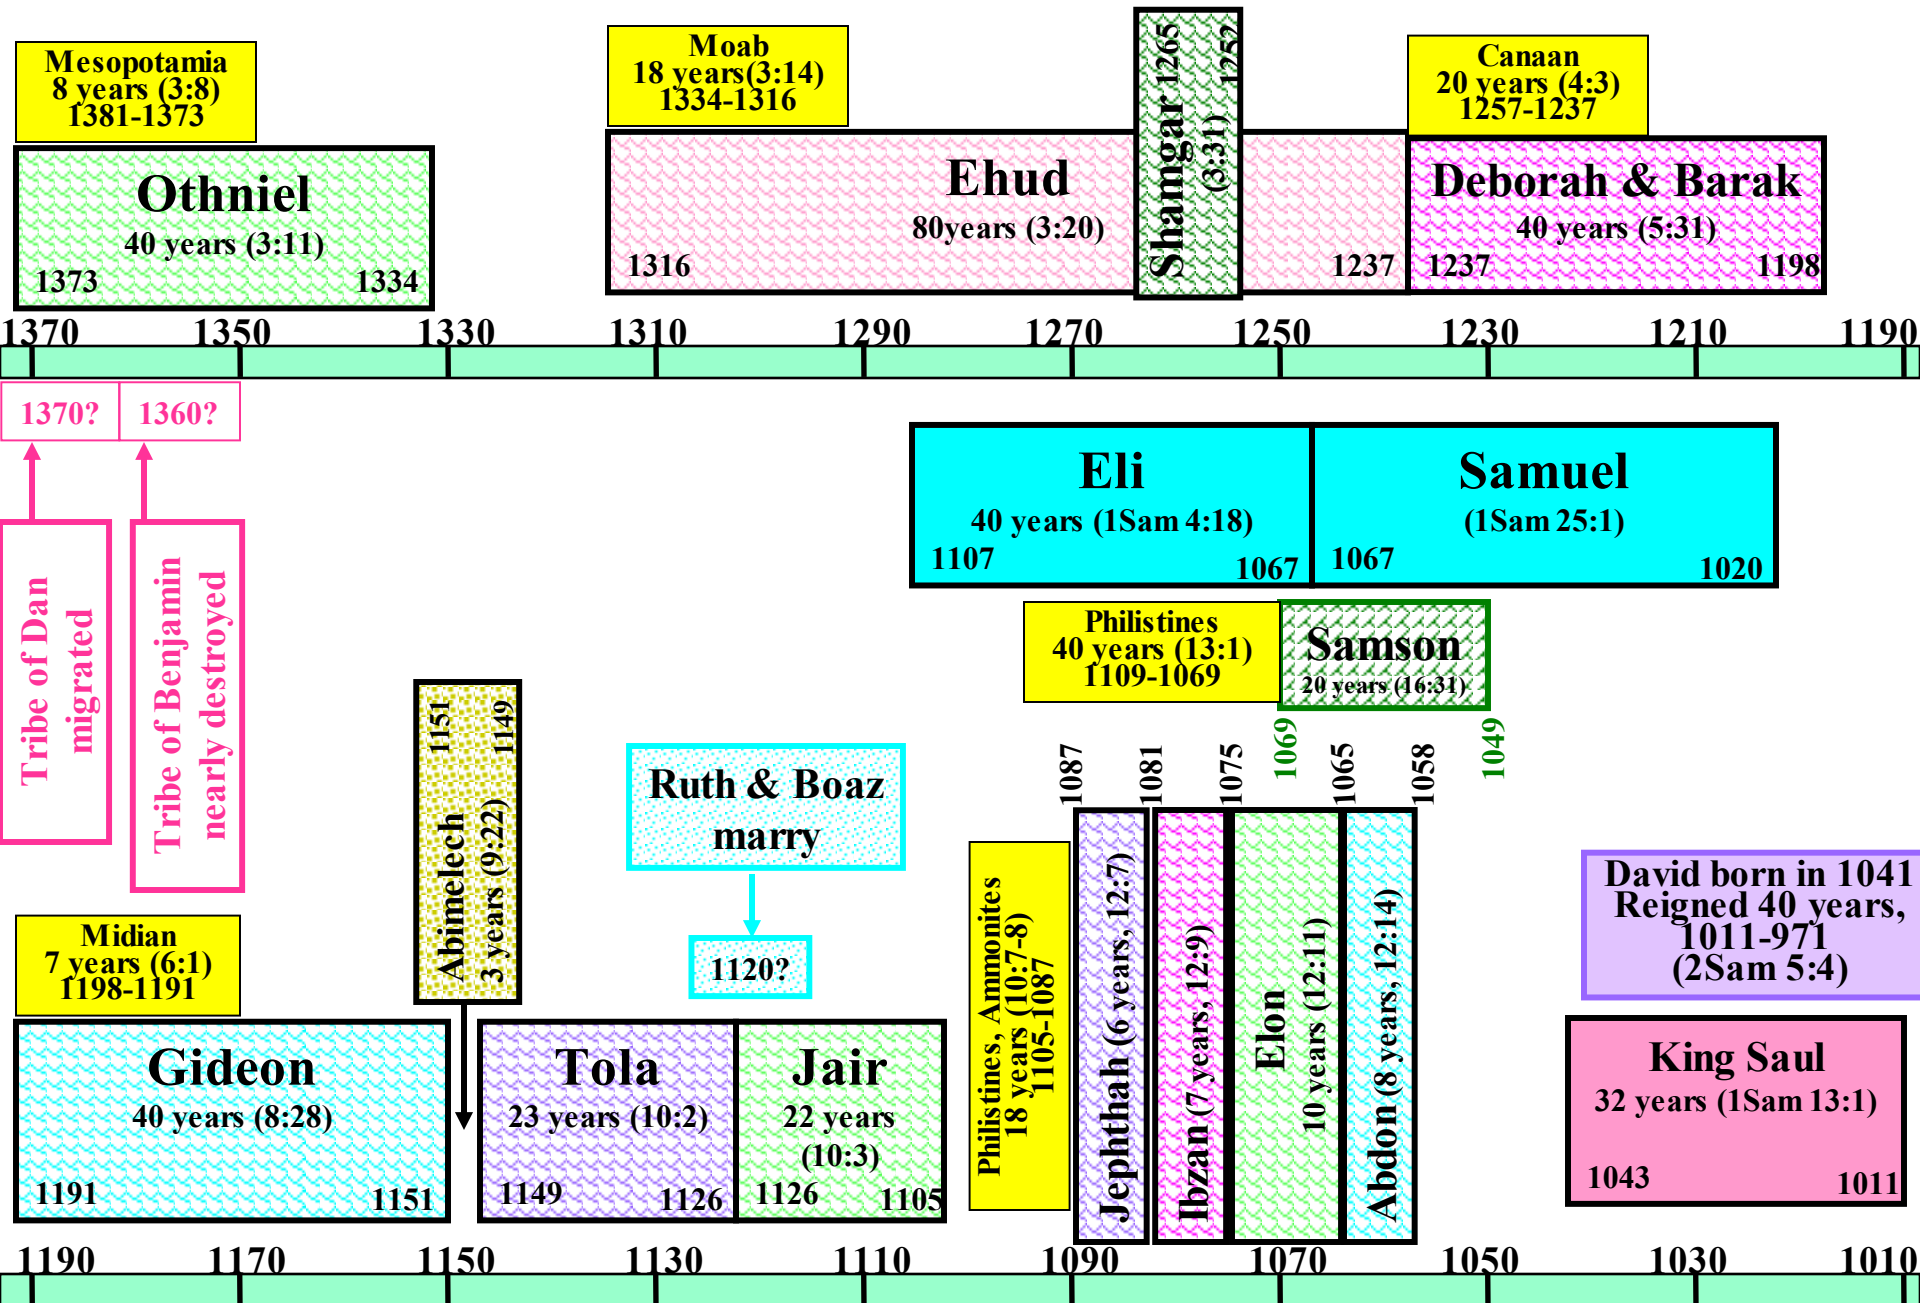 Mesopotamia
8 years (3:8)
1381-1373
Othniel
40 years (3:11)
1373
1334
Moab
18 years(3:14)
1334-1316
Ehud
80years (3:20)
1316
1237
Shamgar 1265
(3:31)
1252
Canaan
20 years (4:3)
1257-1237
Deborah & Barak
40 years (5:31)
1237
1198
1370
1350
1330
1310
1290
1270
1250
1230
1210
1190
1370?
1360?
Tribe of Dan
migrated
Tribe of Benjamin
nearly destroyed
Eli
40 years (1Sam 4:18)
1107
1067
Samuel
(1Sam 25:1)
1067
1020
Philistines
40 years (13:1)
1109-1069
Samson
20 years (16:31)
1069
1049
Abimelech
3 years (9:22)
1151
1149
Ruth & Boaz
marry
1120?
1087
1081
1075
1065
1058
Philistines, Ammonites
18 years (10:7-8)
1105-1087
Jephthah (6 years, 12:7)
Ibzan (7 years, 12:9)
Elon
10 years (12:11)
Abdon (8 years, 12:14)
David born in 1041
Reigned 40 years,
1011-971
(2Sam 5:4)
Midian
7 years (6:1)
1198-1191
Gideon
40 years (8:28)
1191
1151
Tola
23 years (10:2)
1149
1126
Jair
22 years
(10:3)
1126
1105
King Saul
32 years (1Sam 13:1)
1043
1011
1190
1170
1150
1130
1110
1090
1070
1050
1030
1010